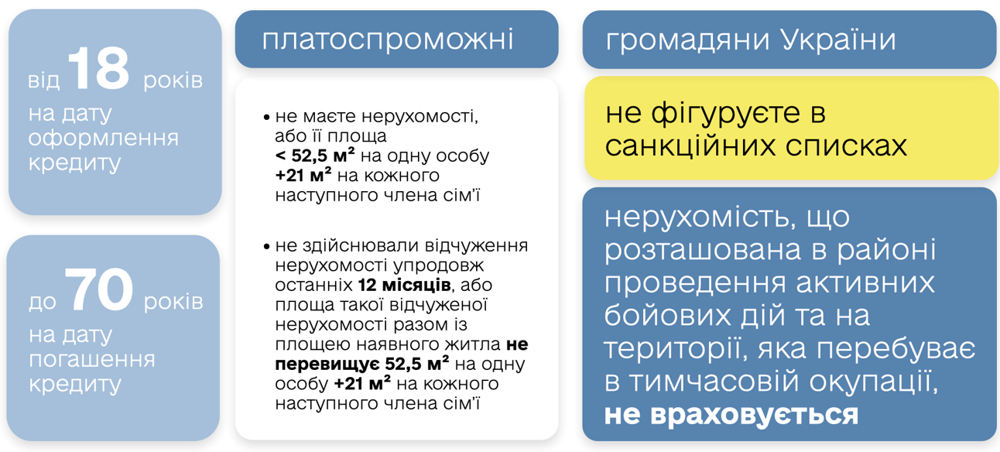 від 18 років
на дату
оформлення
кредиту
до 70 років
на дату
погашення
кредиту
платоспроможні
• не маєте нерухомості,
або її площа
< 52,5 м² на одну особу
+21 м² на кожного
наступного члена сім’ї
• не здійснювали відчуження
нерухомості упродовж
останніх 12 місяців, або
площа такої відчуженої
нерухомості разом із
площею наявного житла не
перевищує 52,5 м² на одну
особу +21 м² на кожного
наступного члена сім’ї
громадяни України
не фігуруєте в
санкційних списках
нерухомість, що
розташована в районі
проведення активних
бойових дій та на
території, яка перебуває
в тимчасовій окупації,
не враховується